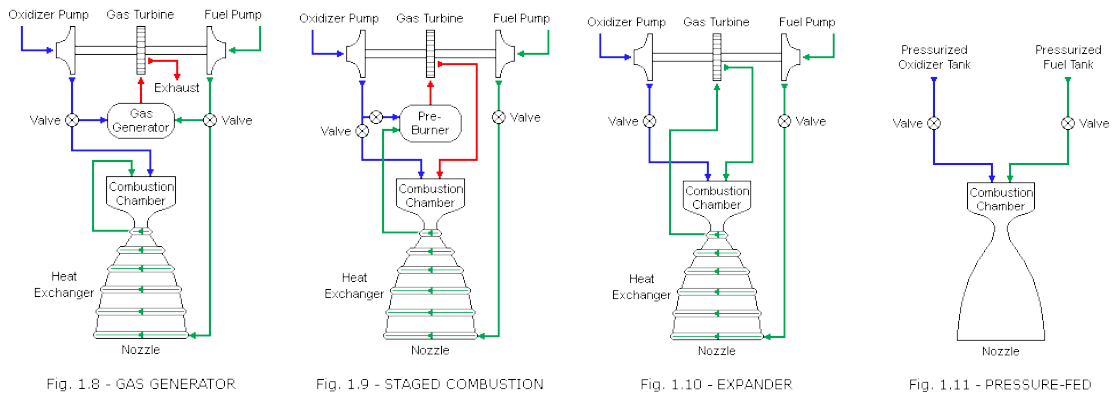 Oxidizer Pump Gas Turbine Fuel Pump
Exhaust
Gas
Generator
Valve
Valve
Combustion
Chamber
Heat
Exchanger
Nozzle
Fig. 1.8 - GAS GENERATOR
Oxidizer Pump Gas Turbine Fuel Pump
Pre-
Burner
Valve
Valve
Combustion
Chamber
Heat
Exchanger
Nozzle
Fig. 1.9 - STAGED COMBUSTION
Oxidizer Pump Gas Turbine Fuel Pump
Valve
Valve
Combustion
Chamber
Heat
Exchanger
Nozzle
Fig. 1.10 - EXPANDER
Pressurized
Oxidizer Tank
Pressurized
Fuel Tank
Valve
Valve
Combustion
Chamber
Nozzle
Fig. 1.11 - PRESSURE-FED